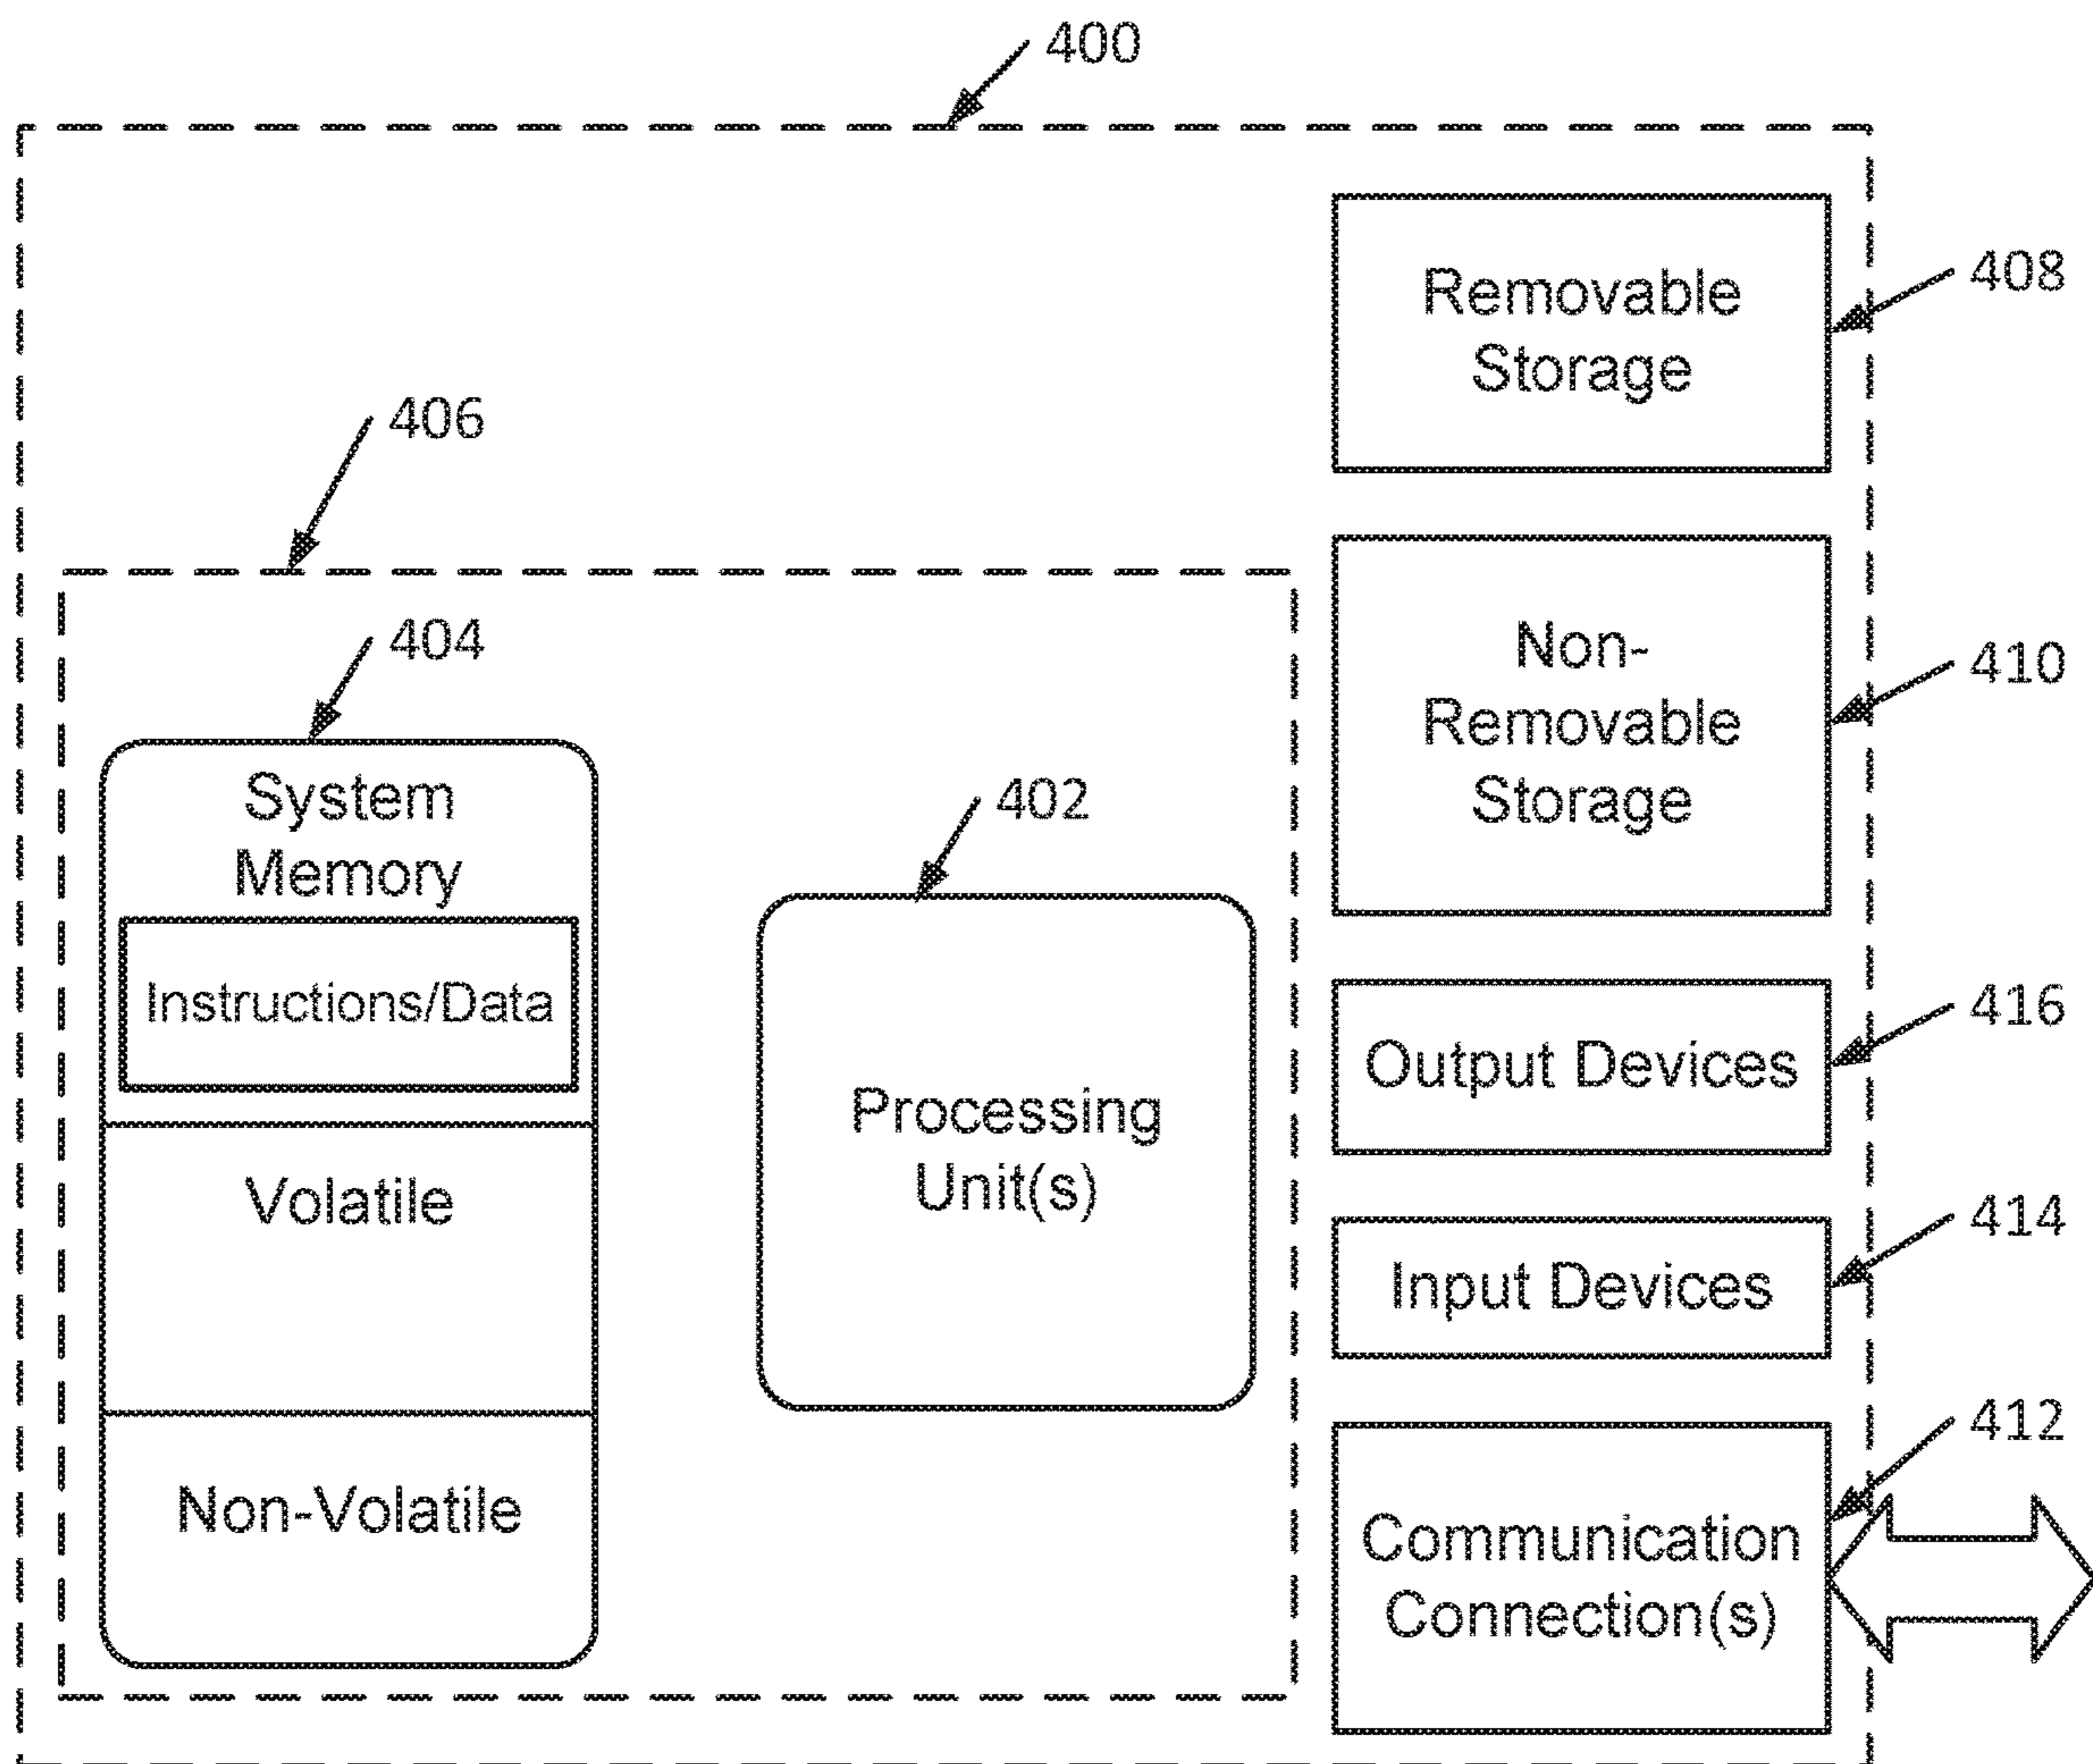 400
Removable
Storage
408
406
Non-
Removable
Storage
410
404
System
Memory
Instructions/Data
Volatile
Non-Volatile
402
Processing
Unit(s)
Output Devices
416
Input Devices
414
Communication
Connection(s)
412